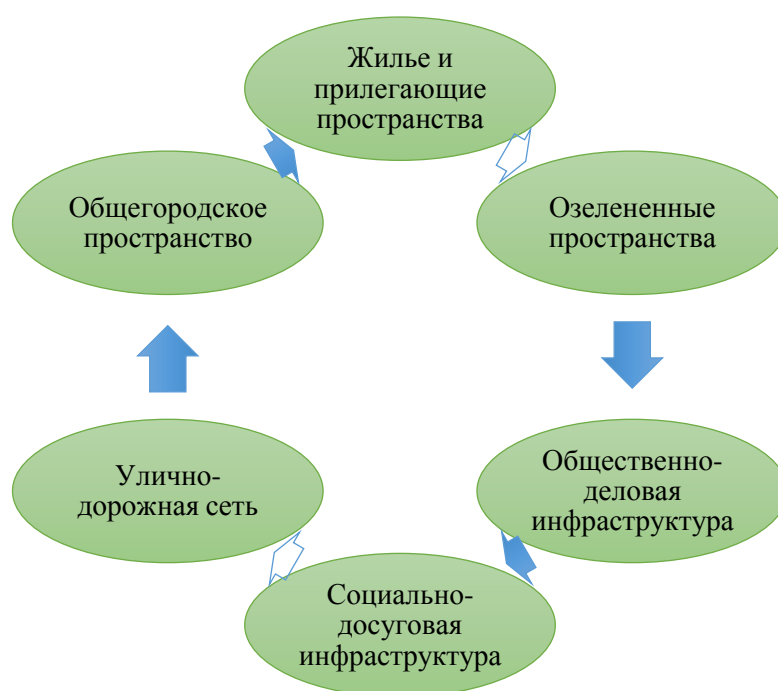 Жилье и
прилегающие
пространства
Общегородское
пространство
Озелененные
пространства
Улично-
дорожная сеть
Общественно-
деловая
инфраструктура
Социально-
досуговая
инфраструктура